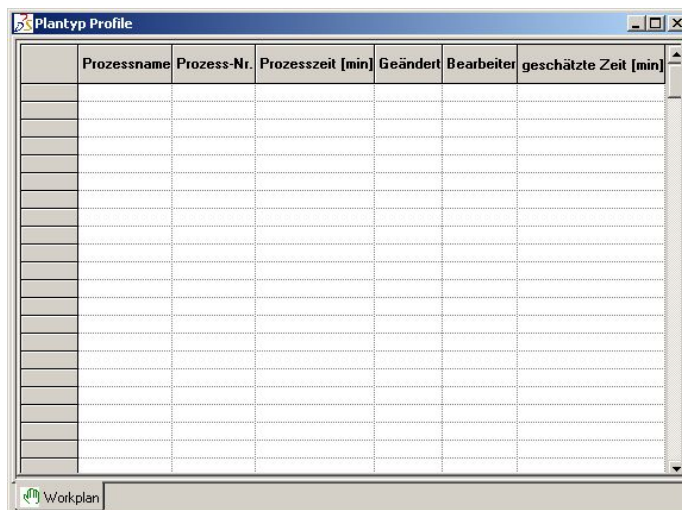 Plantyp Profile
Prozessname Prozess-Nr. Prozesszeit [min] Geändert Bearbeiter geschätzte Zeit [min]
Workplan